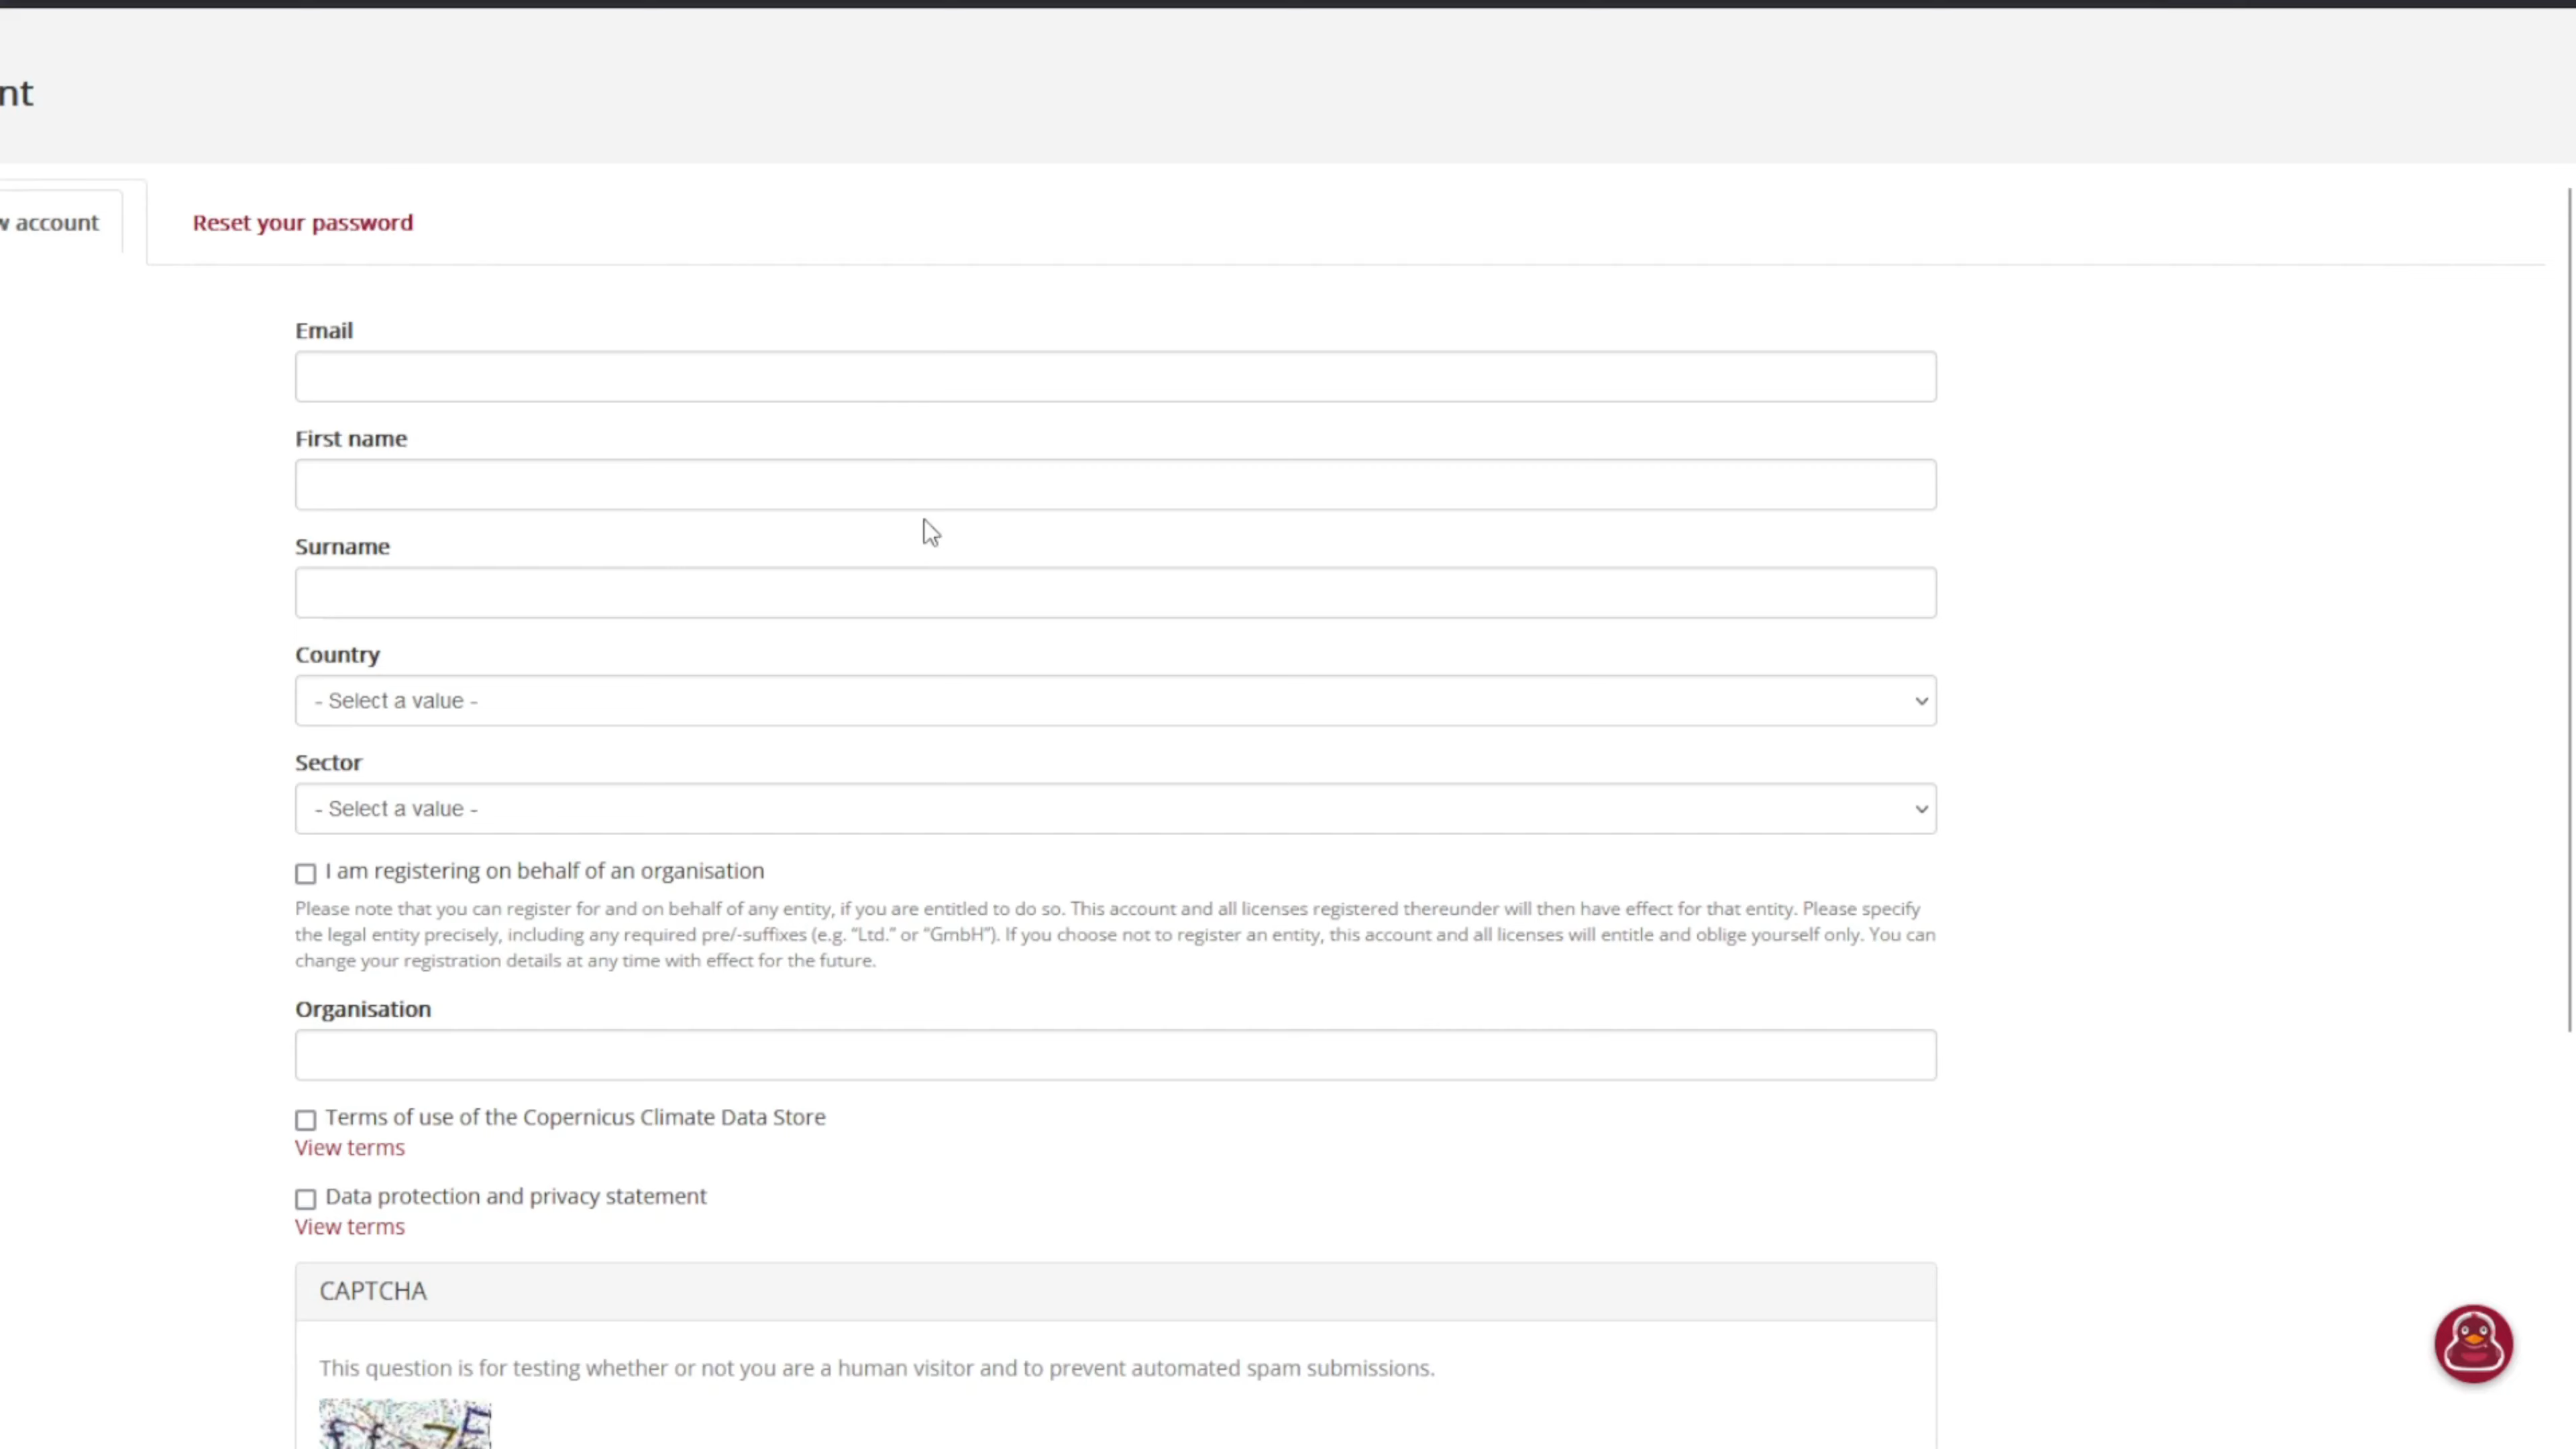 nt
w account
Reset your password
Email
First name
Surname
Country
- Select a value -
Sector
- Select a value -
I am registering on behalf of an organisation
Please note that you can register for and on behalf of any entity, if you are entitled to do so. This account and all licenses registered thereunder will then have effect for that entity. Please specify
the legal entity precisely, including any required pre/-suffixes (e.g. “Ltd.” or “GmbH”). If you choose not to register an entity, this account and all licenses will entitle and oblige yourself only. You can
change your registration details at any time with effect for the future.
Organisation
Terms of use of the Copernicus Climate Data Store
View terms
Data protection and privacy statement
View terms
CAPTCHA
This question is for testing whether or not you are a human visitor and to prevent automated spam submissions.